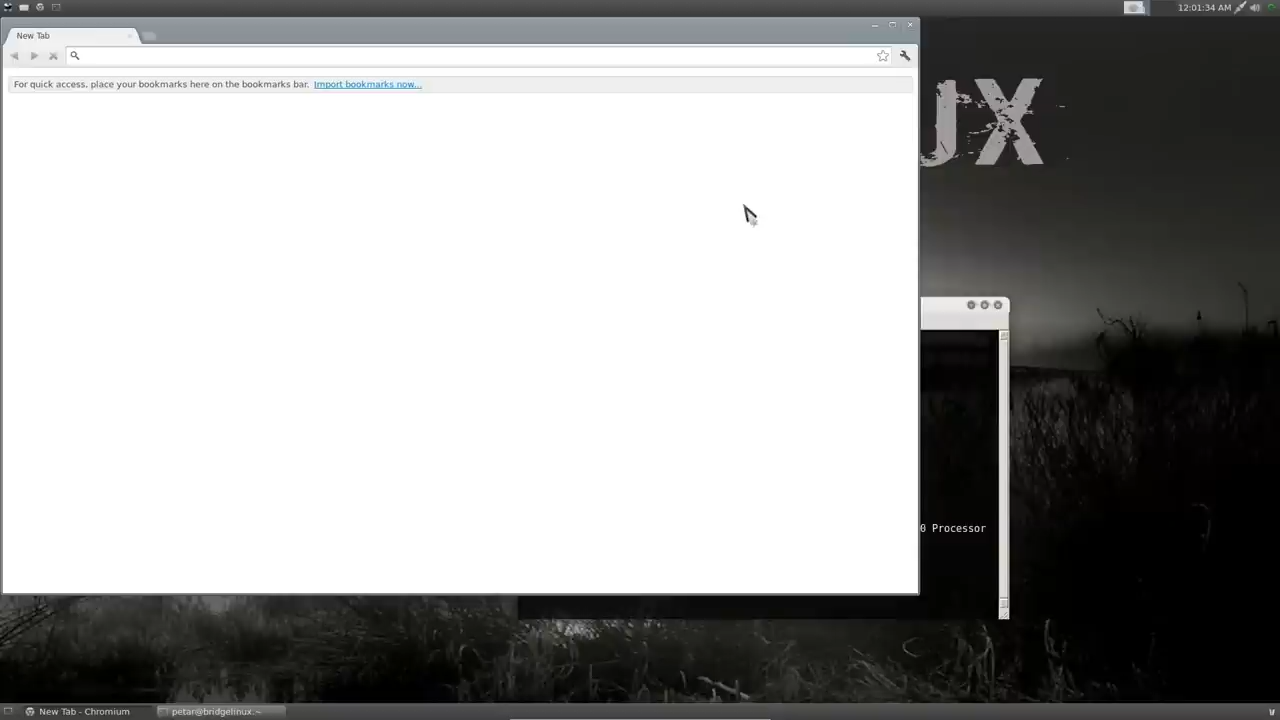 12:01:34 AM
New Tab
For quick access, place your bookmarks here on the bookmarks bar. Import bookmarks now...
UX
0 Processor
New Tab - Chromium
petar@bridgelinux:~